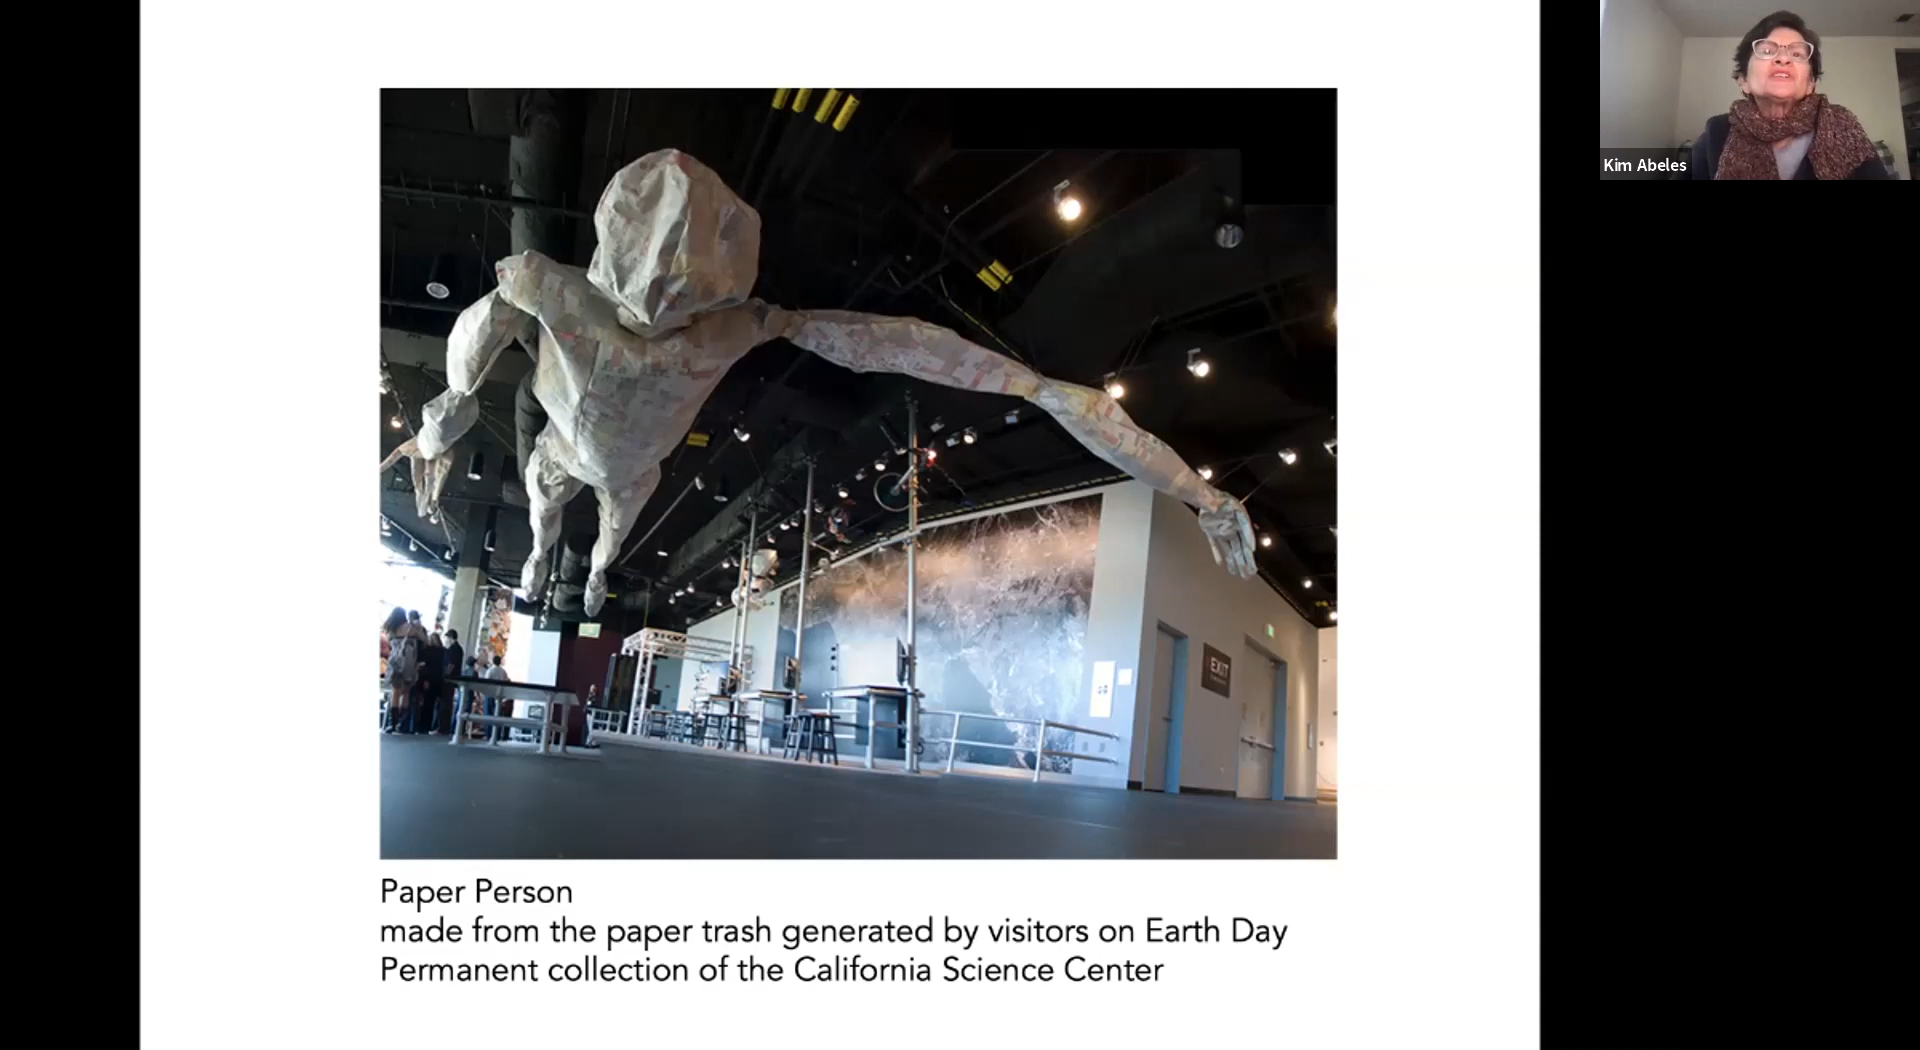 Kim Abeles
EXIT
Paper Person
made from the paper trash generated by visitors on Earth Day
Permanent collection of the California Science Center